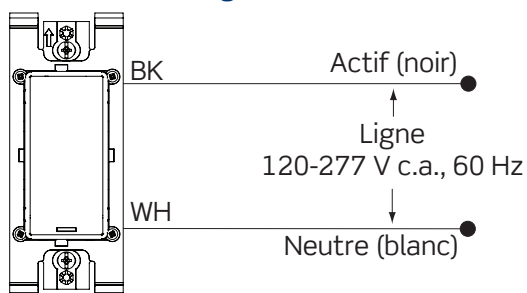 BK
Actif (noir)
Ligne
120-277 V c.a., 60 Hz
WH
Neutre (blanc)